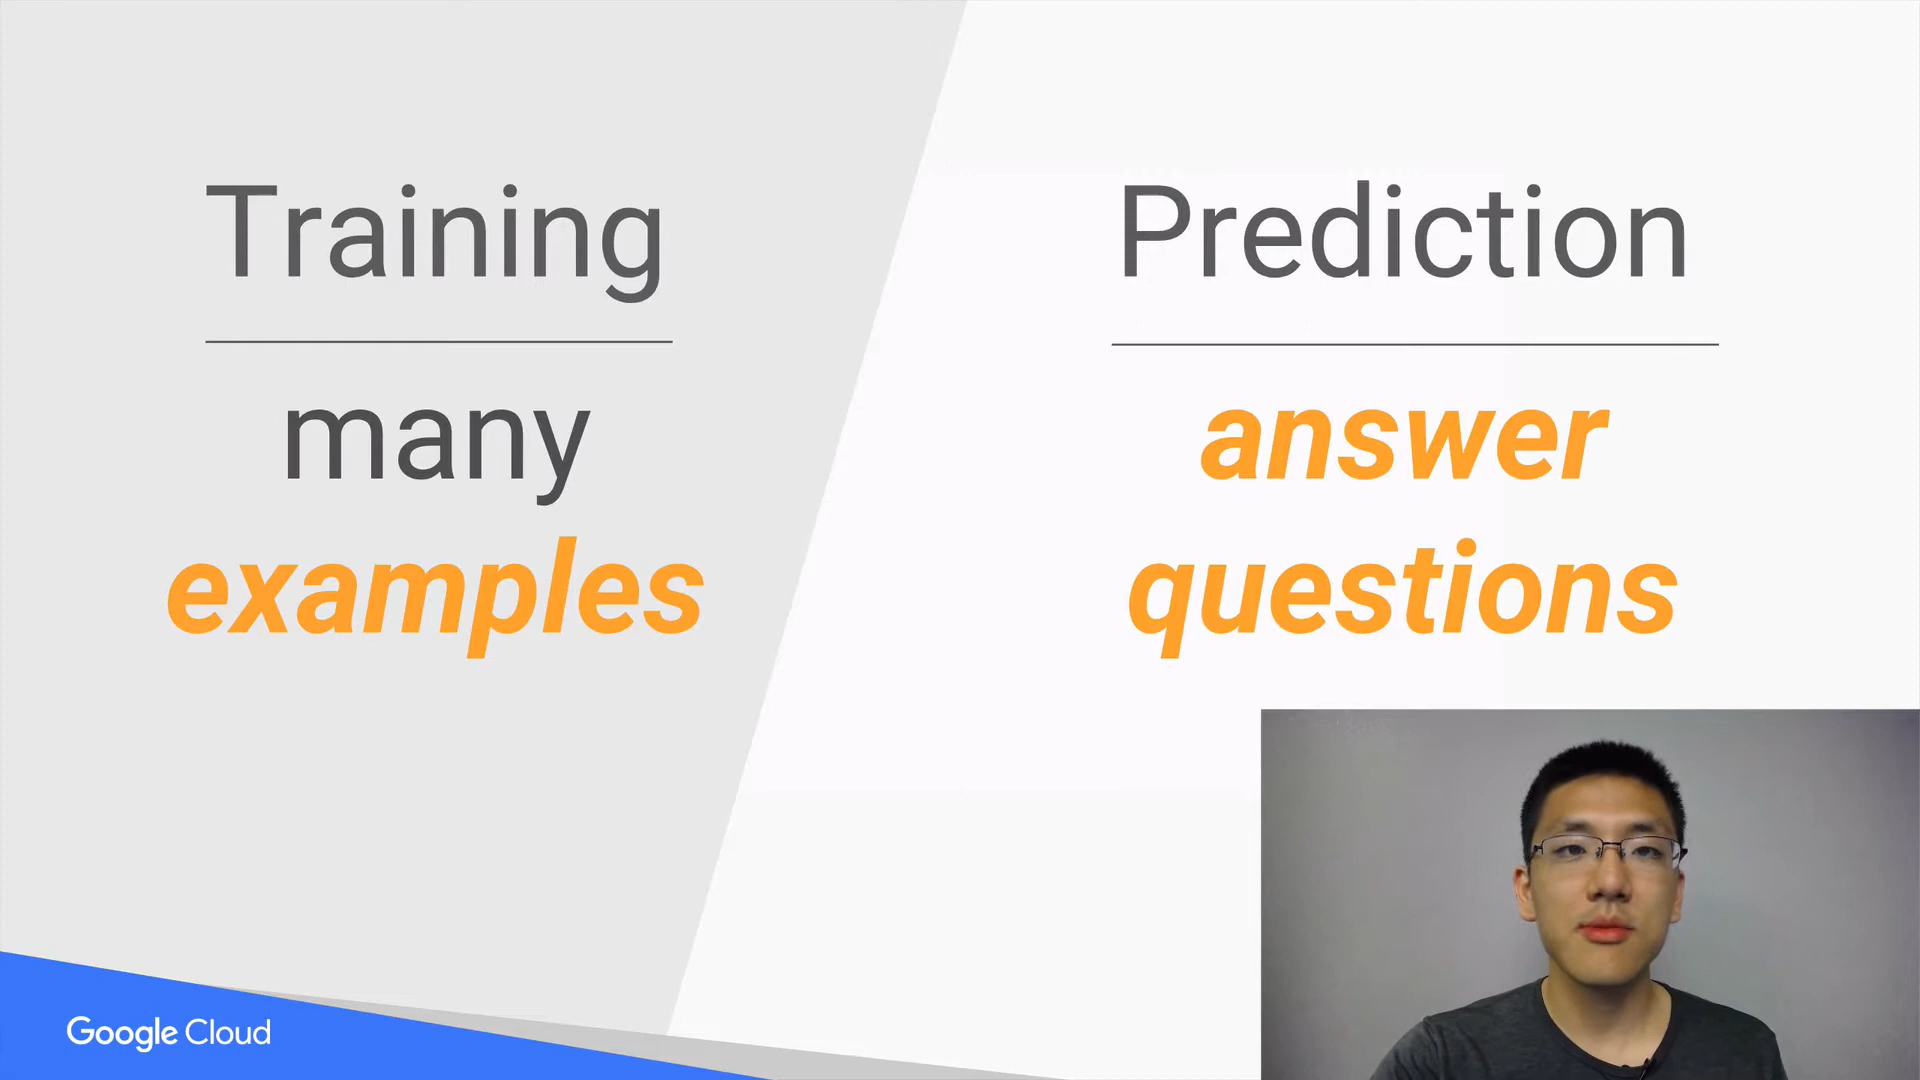 Training
many
examples
Prediction
answer
questions
Google Cloud